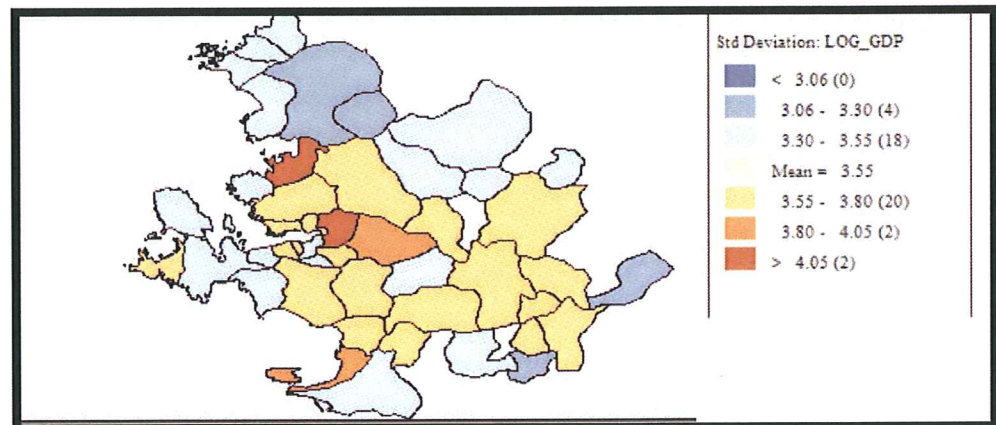 Std Deviation: LOG_GDP
< 3.06 (0)
3.06 - 3.30 (4)
3.30 - 3.55 (18)
Mean = 3.55
3.55 - 3.80 (20)
3.80 - 4.05 (2)
> 4.05 (2)